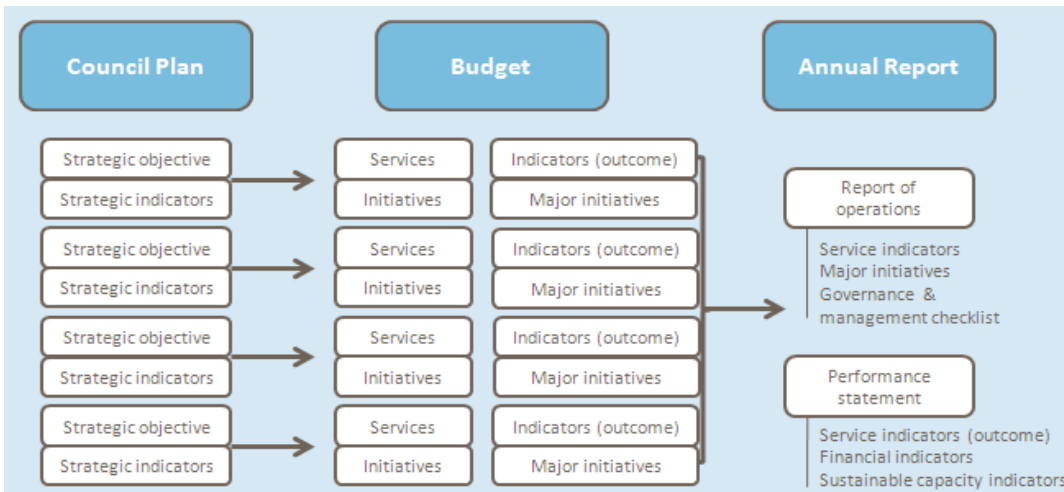 Council Plan
Budget
Annual Report
Strategic objective
Strategic indicators
Services
Initiatives
Indicators (outcome)
Major initiatives
Strategic objective
Strategic indicators
Services
Initiatives
Indicators (outcome)
Major initiatives
Strategic objective
Strategic indicators
Services
Initiatives
Indicators (outcome)
Major initiatives
Strategic objective
Strategic indicators
Services
Initiatives
Indicators (outcome)
Major initiatives
Report of
operations
Service indicators
Major initiatives
Governance &
management checklist
Performance
statement
Service indicators (outcome)
Financial indicators
Sustainable capacity indicators